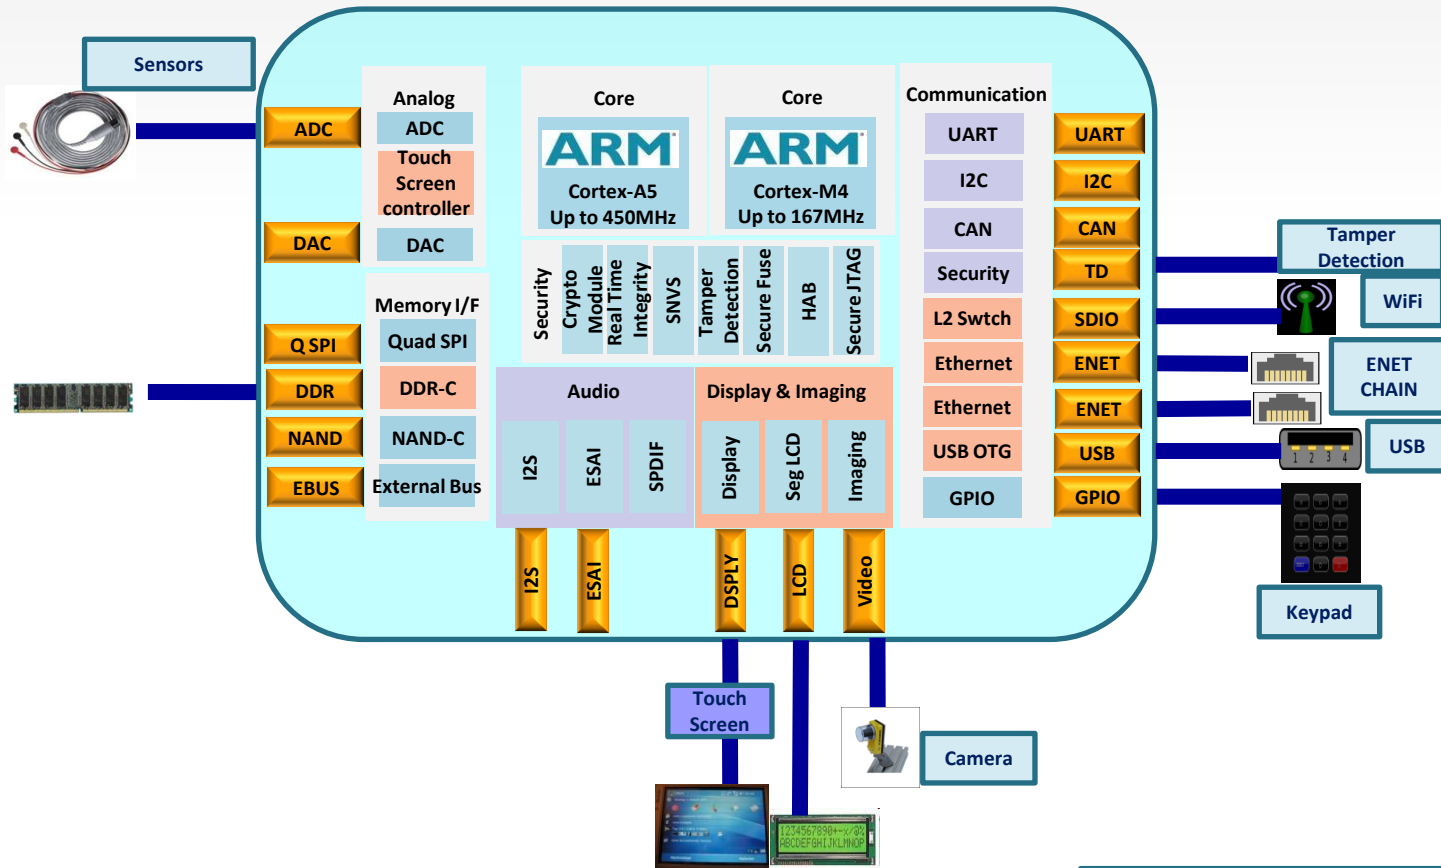 Sensors
ADC
DAC
Q SPI
DDR
NAND
EBUS
Analog
ADC
Touch
Screen
controller
DAC
Memory I/F
Quad SPI
DDR-C
NAND-C
External Bus
Core
ARM
Cortex-A5
Up to 450MHz
Core
ARM
Cortex-M4
Up to 167MHz
Security
Crypto
Module
Real Time
Integrity
SNVS
Tamper
Detection
Secure Fuse
HAB
Secure JTAG
Audio
I2S
ESAI
SPDIF
Display & Imaging
Display
Seg LCD
Imaging
Communication
UART
I2C
CAN
Security
L2 Swtch
Ethernet
Ethernet
USB OTG
GPIO
UART
I2C
CAN
TD
SDIO
ENET
ENET
USB
GPIO
Tamper
Detection
WiFi
ENET
CHAIN
USB
1 2 3 4
Keypad
I2S
ESAI
DSPLY
LCD
Video
Touch
Screen
Camera
1234567890+-×/@%
ABCDEFGHIJKLMNOP